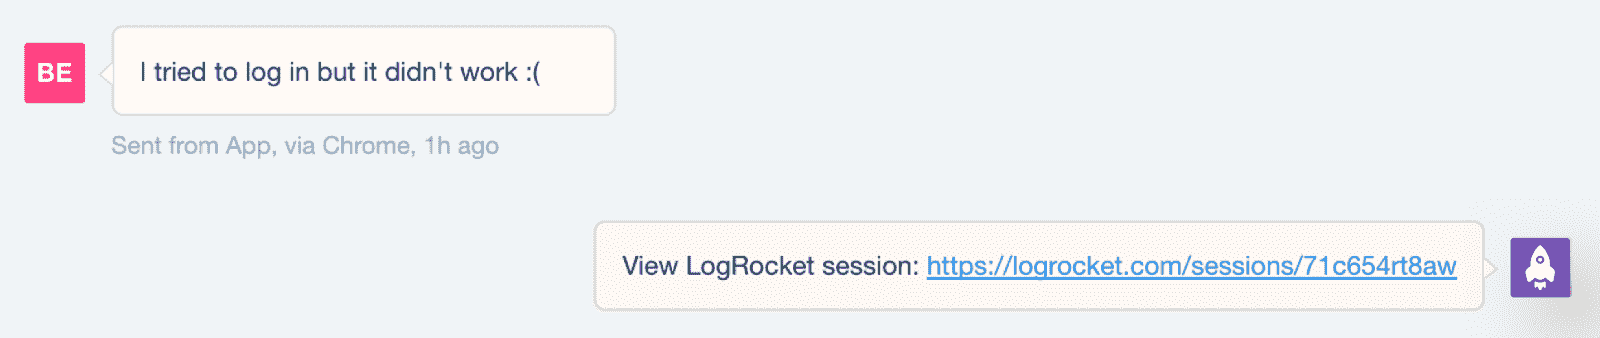 BE
I tried to log in but it didn't work :(
Sent from App, via Chrome, 1h ago
View LogRocket session: https://logrocket.com/sessions/71c654rt8aw